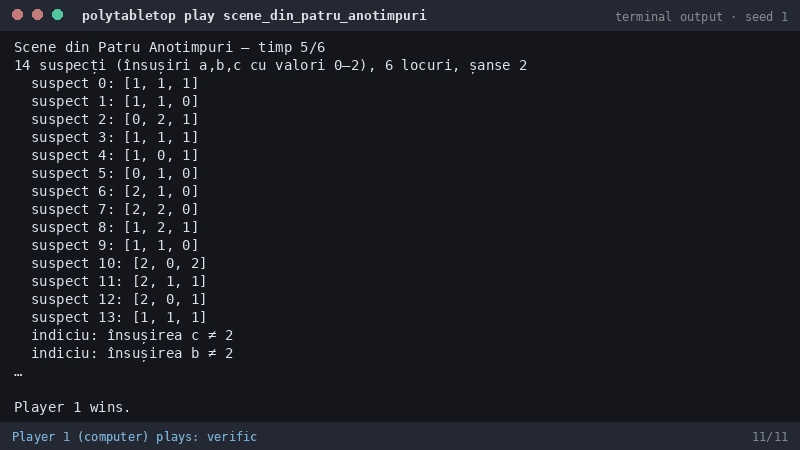 polytabletop play scene_din_patru_anotimpuri
terminal output · seed 1
Scene din Patru Anotimpuri — timp 5/6
14 suspecți (însușiri a,b,c cu valori 0–2), 6 locuri, șanse 2
suspect 0: [1, 1, 1]
suspect 1: [1, 1, 0]
suspect 2: [0, 2, 1]
suspect 3: [1, 1, 1]
suspect 4: [1, 0, 1]
suspect 5: [0, 1, 0]
suspect 6: [2, 1, 0]
suspect 7: [2, 2, 0]
suspect 8: [1, 2, 1]
suspect 9: [1, 1, 0]
suspect 10: [2, 0, 2]
suspect 11: [2, 1, 1]
suspect 12: [2, 0, 1]
suspect 13: [1, 1, 1]
indiciu: însușirea c ≠ 2
indiciu: însușirea b ≠ 2
…
Player 1 wins.
Player 1 (computer) plays: verific
11/11